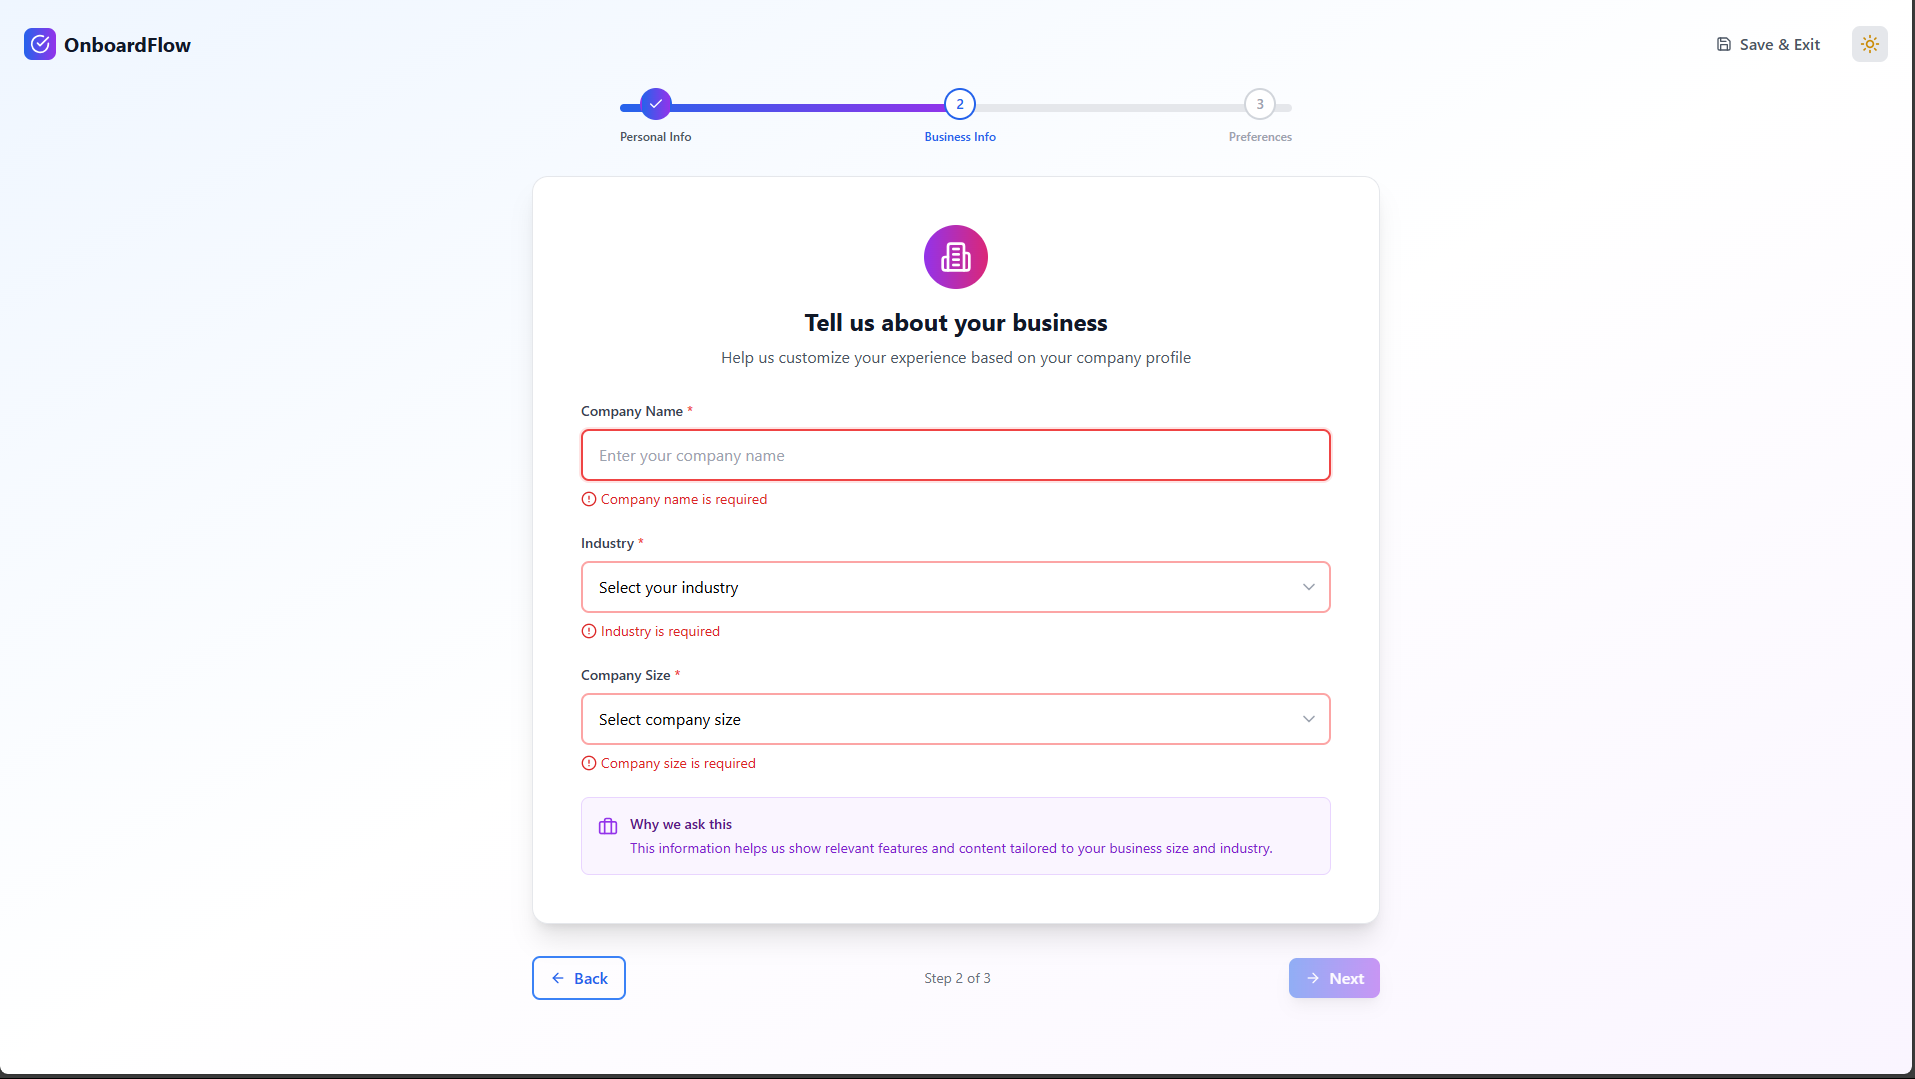 OnboardFlow
Save & Exit
2
3
Personal Info
Business Info
Preferences
Tell us about your business
Help us customize your experience based on your company profile
Company Name *
Enter your company name
Company name is required
Industry *
Select your industry
Industry is required
Company Size *
Select company size
Company size is required
Why we ask this
This information helps us show relevant features and content tailored to your business size and industry.
Back
Step 2 of 3
Next